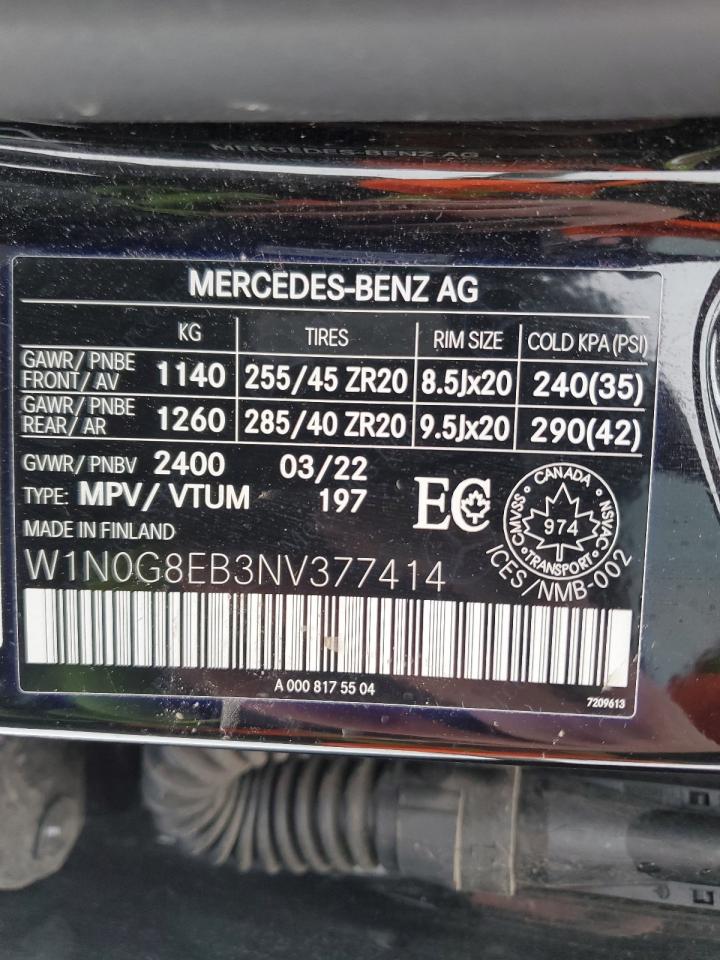 MERCEDES-BENZ AG
MERCEDES-BENZ AG
KG TIRES RIM SIZE COLD KPA (PSI)
GAWR/PNBE FRONT/AV 1140 255/45 ZR20 8.5Jx20 240(35)
GAWR/PNBE REAR/AR 1260 285/40 ZR20 9.5Jx20 290(42)
GVWR/PNBV 2400 03/22
TYPE: MPV/VTUM 197 EC
CANADA CMVSS NSVAC 974 TRANSPORT
ICES/NMB-002
MADE IN FINLAND
W1N0G8EB3NV377414
A 000 817 55 04
7209613